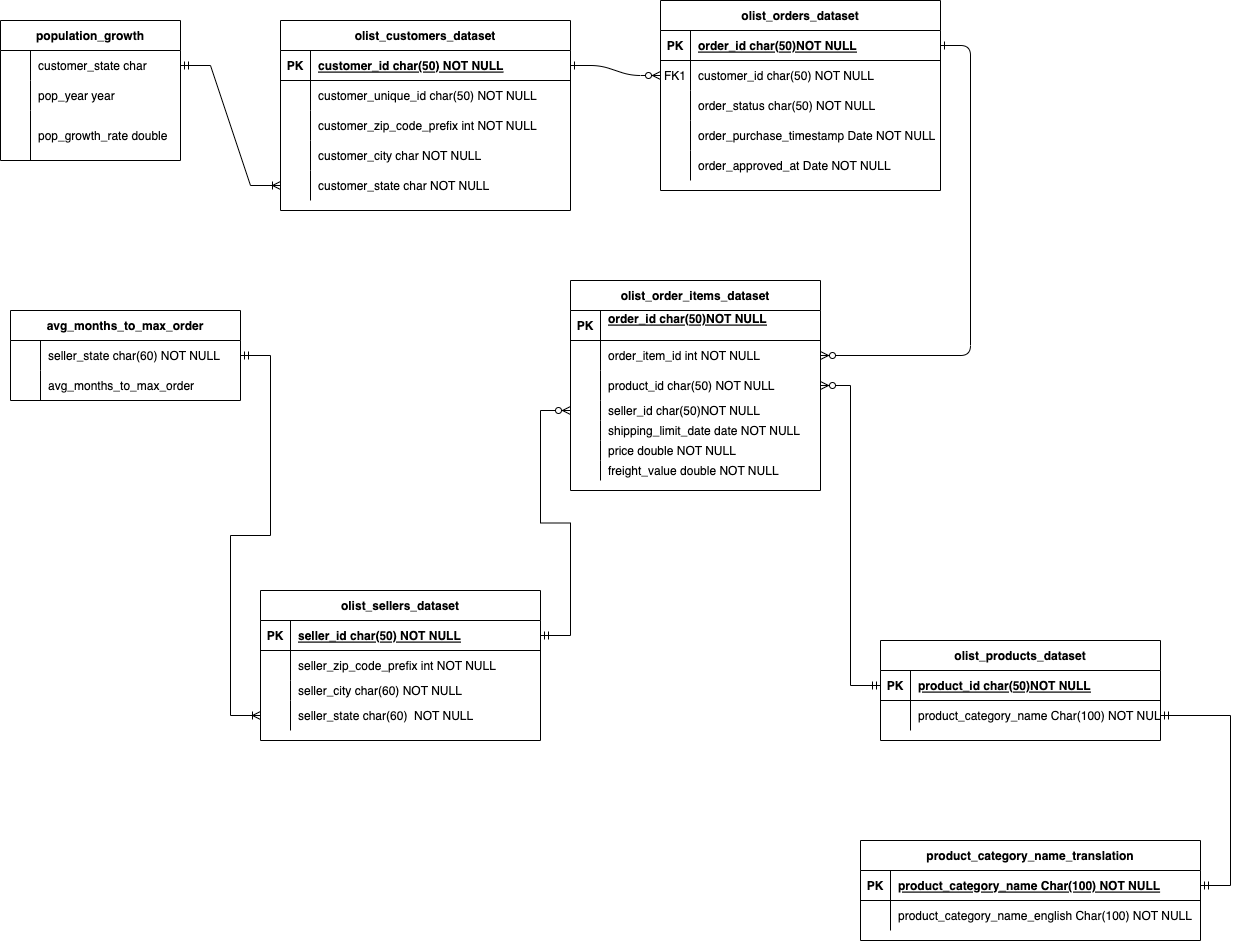 population_growth
customer_state char
pop_year year
pop_growth_rate double
olist_customers_dataset
PK customer_id char(50) NOT NULL
customer_unique_id char(50) NOT NULL
customer_zip_code_prefix int NOT NULL
customer_city char NOT NULL
customer_state char NOT NULL
olist_orders_dataset
PK order_id char(50)NOT NULL
FK1 customer_id char(50) NOT NULL
order_status char(50) NOT NULL
order_purchase_timestamp Date NOT NULL
order_approved_at Date NOT NULL
avg_months_to_max_order
seller_state char(60) NOT NULL
avg_months_to_max_order
olist_order_items_dataset
PK order_id char(50)NOT NULL
order_item_id int NOT NULL
product_id char(50) NOT NULL
seller_id char(50)NOT NULL
shipping_limit_date date NOT NULL
price double NOT NULL
freight_value double NOT NULL
olist_sellers_dataset
PK seller_id char(50) NOT NULL
seller_zip_code_prefix int NOT NULL
seller_city char(60) NOT NULL
seller_state char(60) NOT NULL
olist_products_dataset
PK product_id char(50)NOT NULL
product_category_name Char(100) NOT NUL
product_category_name_translation
PK product_category_name Char(100) NOT NULL
product_category_name_english Char(100) NOT NULL